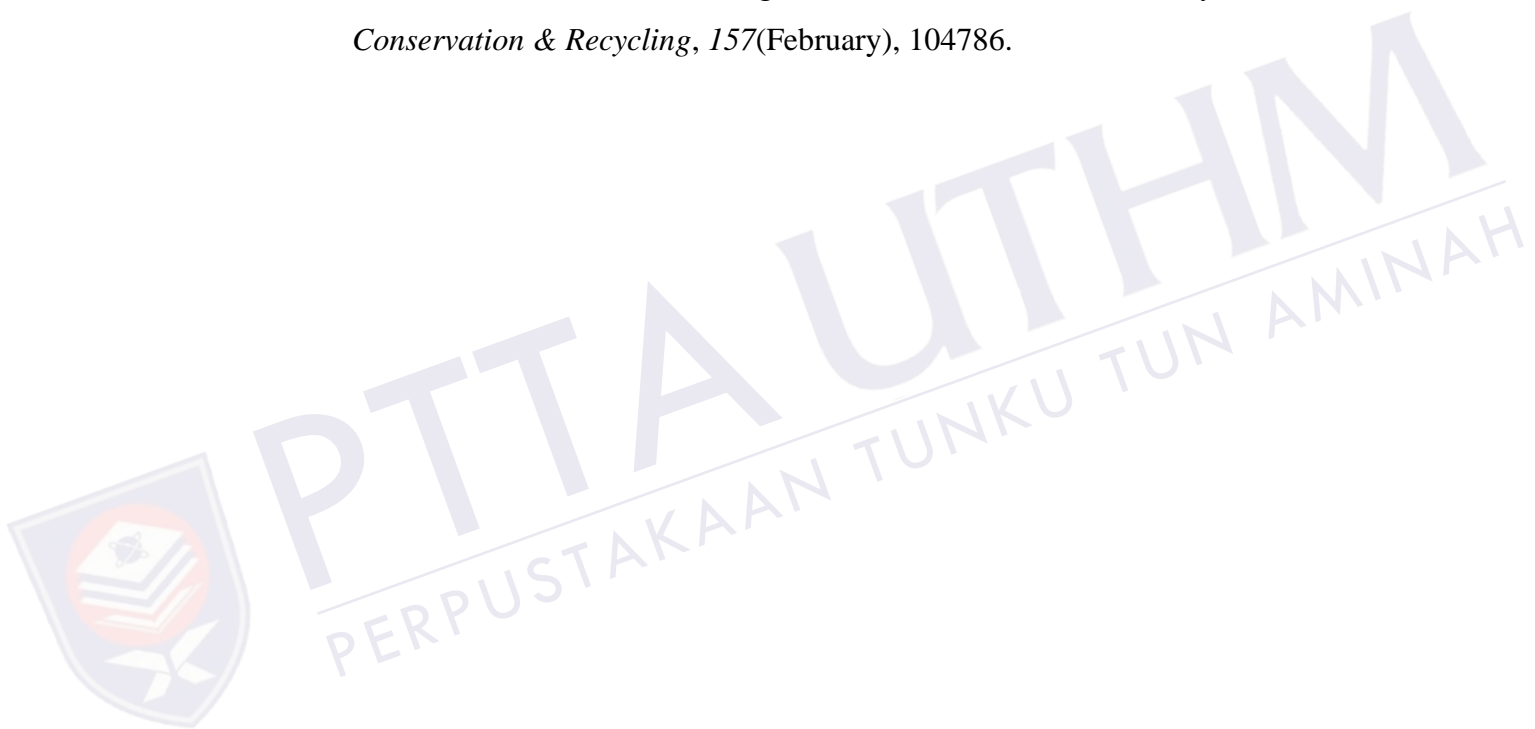 Conservation & Recycling, 157(February), 104786.
PTTA UTHM
PERPUSTAKAAN TUNKU TUN AMINAH